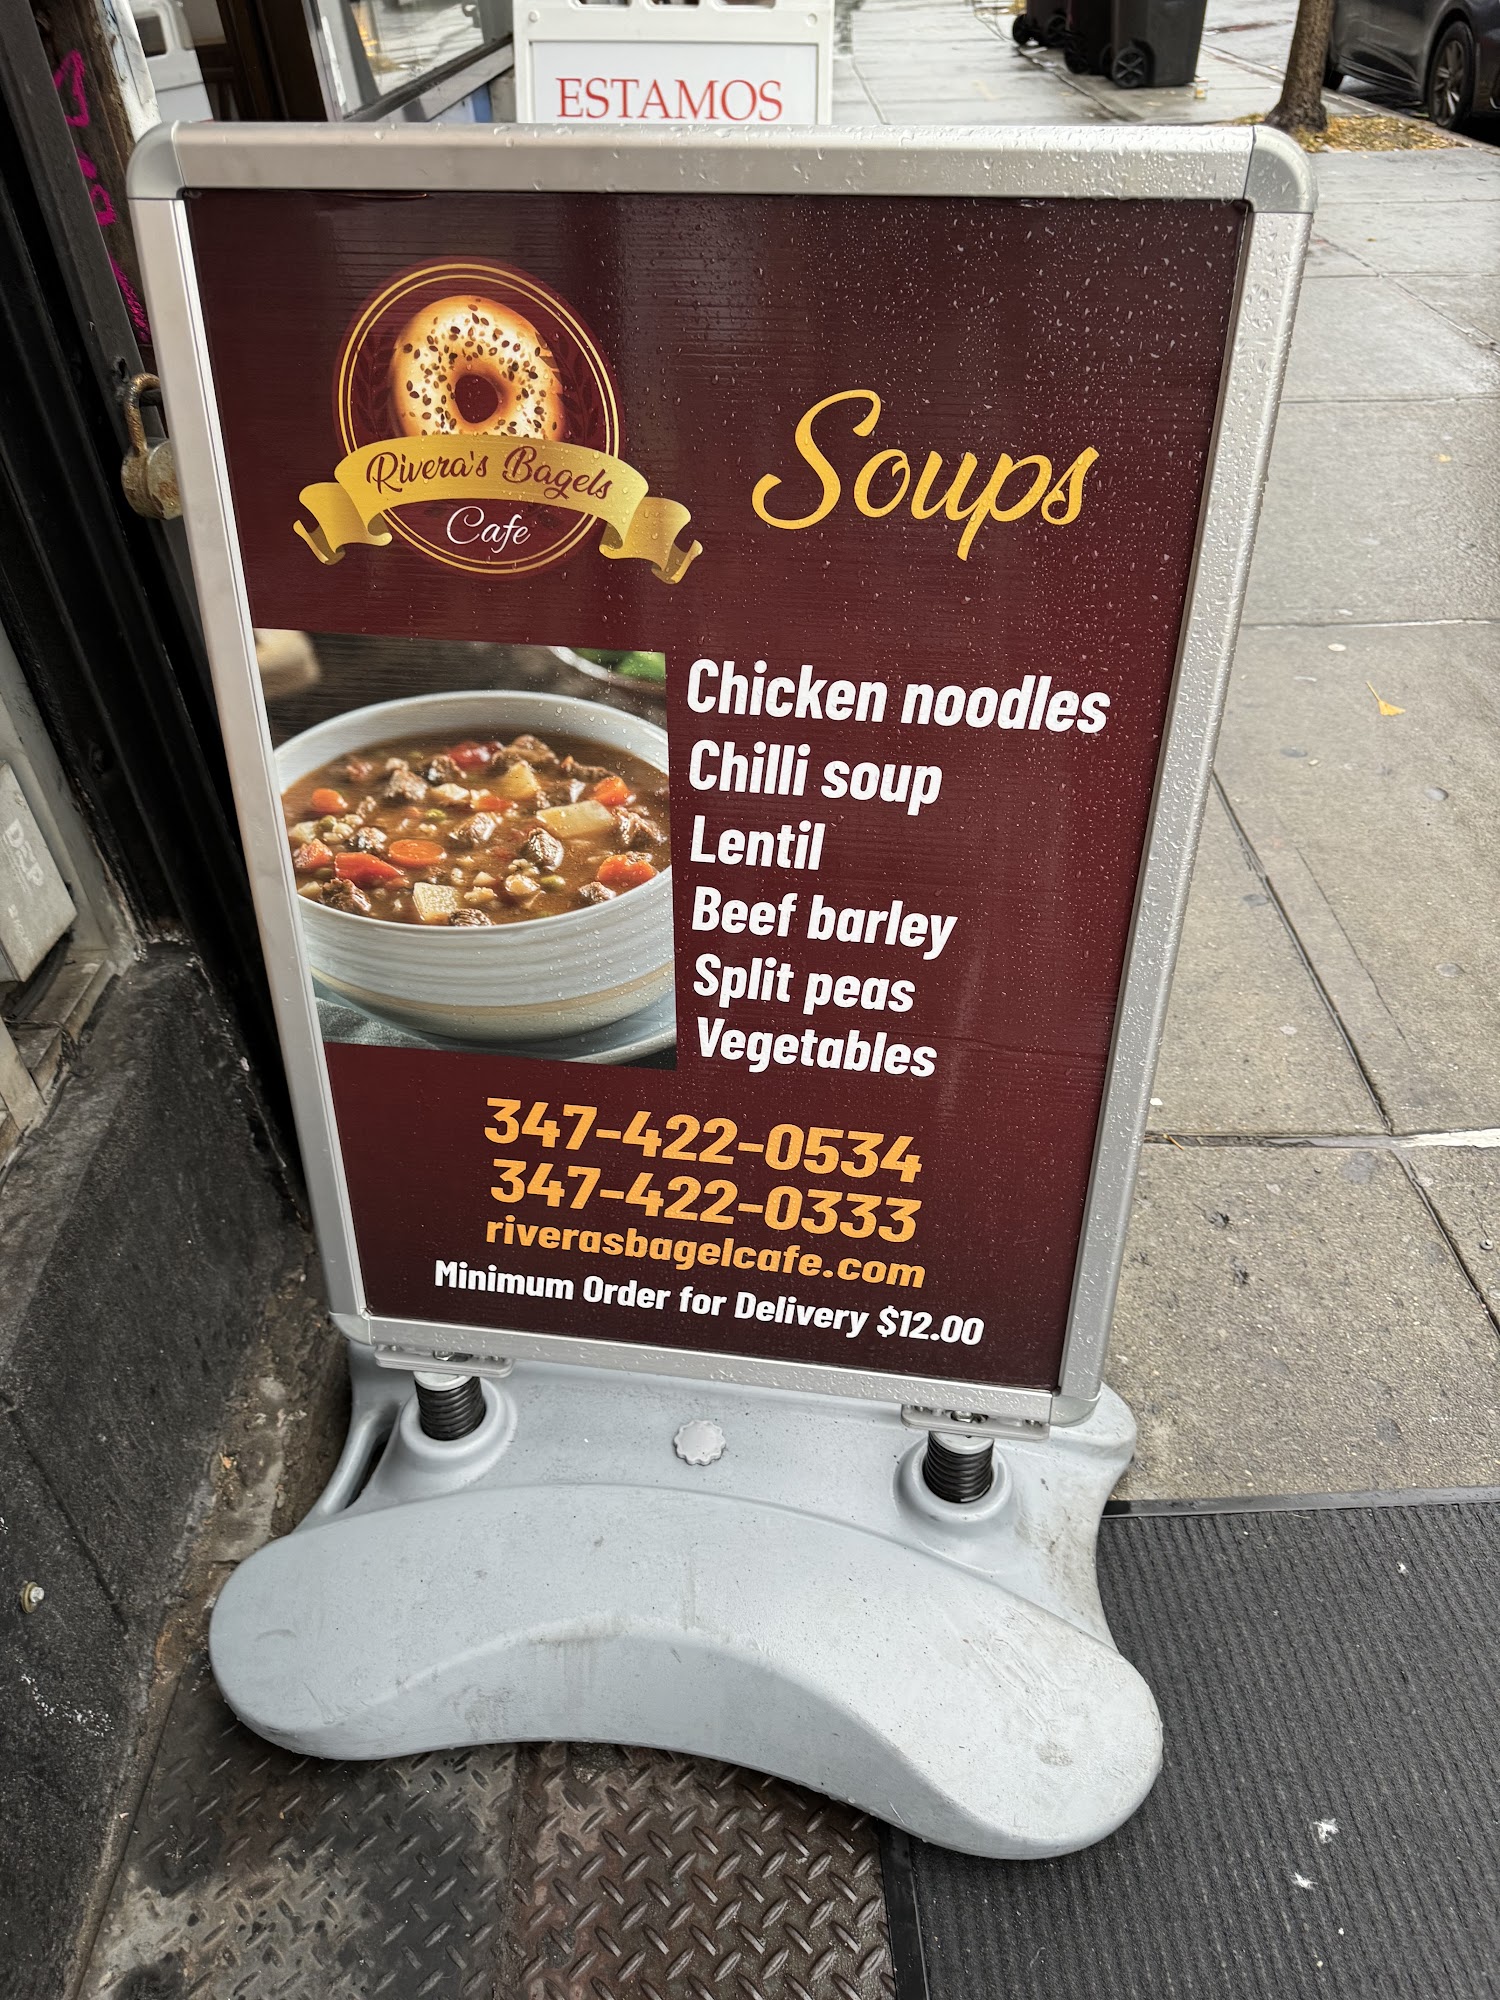 ESTAMOS
Rivera's Bagels
Cafe
Soups
Chicken noodles
Chilli soup
Lentil
Beef barley
Split peas
Vegetables
347-422-0534
347-422-0333
riverasbagelcafe.com
Minimum Order for Delivery $12.00